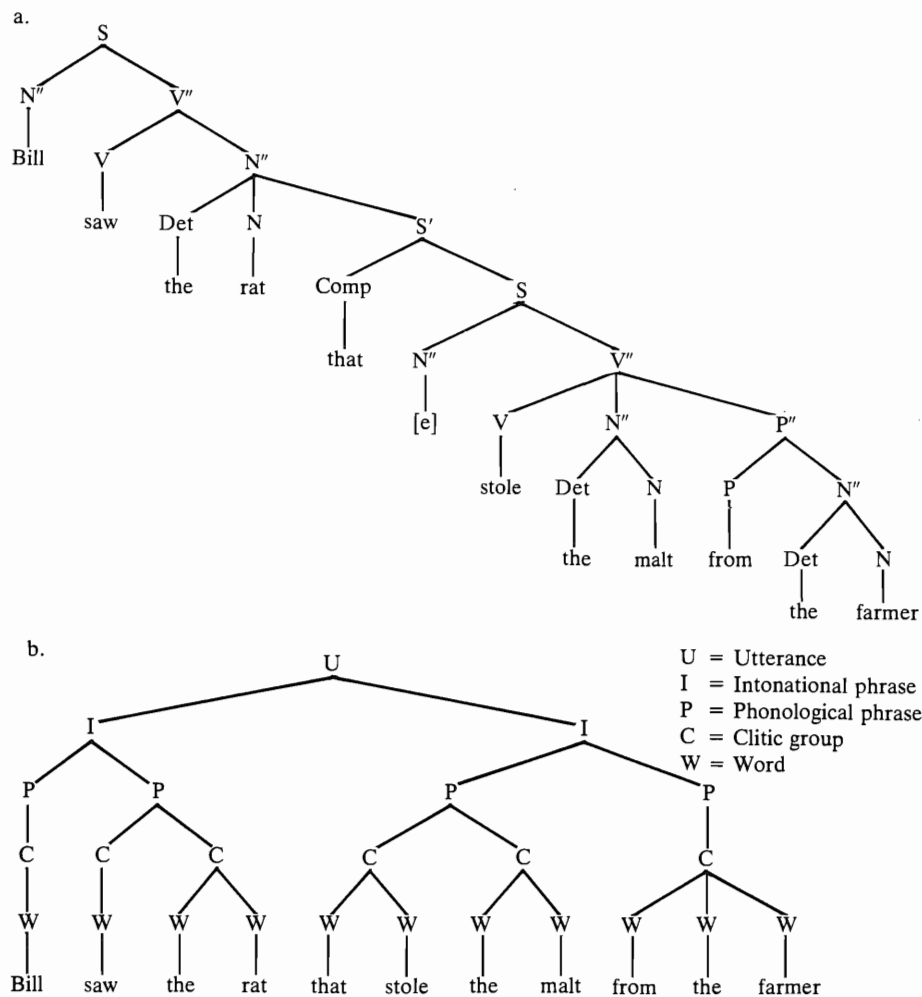 a.
S
N″ V″
Bill V N″
saw Det N S′
the rat Comp S
that N″ V″
[e] V N″ P″
stole Det N P N″
the malt from Det N
the farmer
b.
U
U = Utterance
I = Intonational phrase
P = Phonological phrase
C = Clitic group
W = Word
I I
P P P P
C C C C C C
W W W W W W W W W W W
Bill saw the rat that stole the malt from the farmer